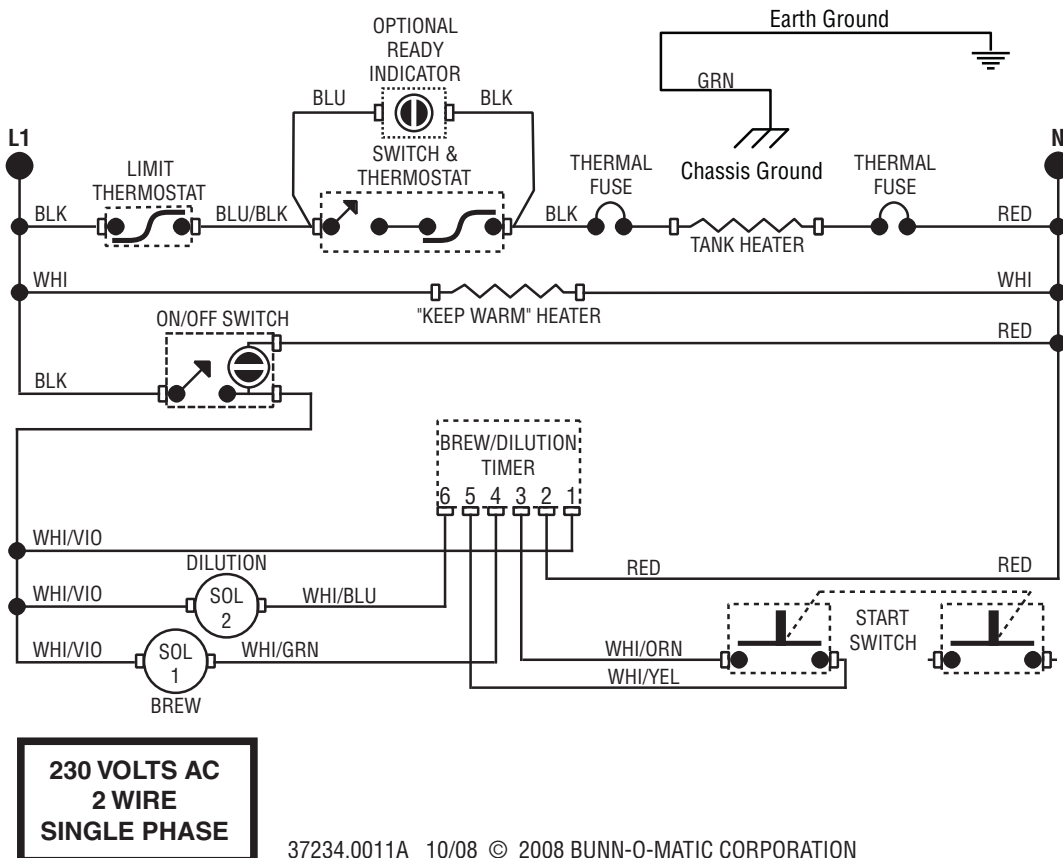 Earth Ground
OPTIONAL
READY
INDICATOR
GRN
BLU
BLK
L1
N
LIMIT
THERMOSTAT
SWITCH &
THERMOSTAT
THERMAL
FUSE
Chassis Ground
THERMAL
FUSE
BLK
BLU/BLK
BLK
RED
TANK HEATER
WHI
WHI
"KEEP WARM" HEATER
ON/OFF SWITCH
RED
BLK
BREW/DILUTION
TIMER
6 5 4 3 2 1
WHI/VIO
DILUTION
RED
RED
WHI/VIO
SOL
2
WHI/BLU
START
SWITCH
WHI/VIO
SOL
1
WHI/GRN
WHI/ORN
WHI/YEL
BREW
230 VOLTS AC
2 WIRE
SINGLE PHASE
37234.0011A 10/08 © 2008 BUNN-O-MATIC CORPORATION